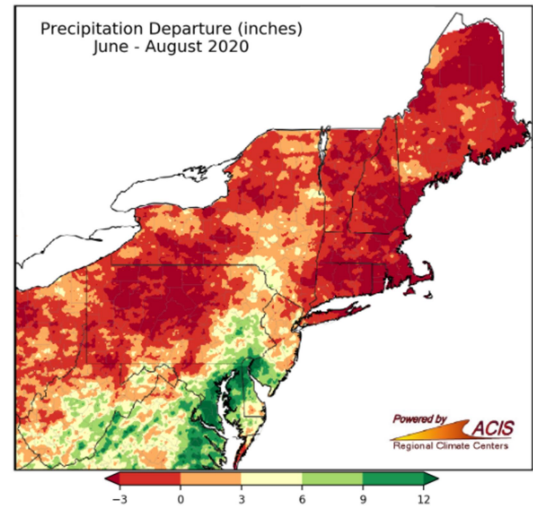 Precipitation Departure (inches)
June - August 2020
Powered by
ACIS
Regional Climate Centers
−3 0 3 6 9 12